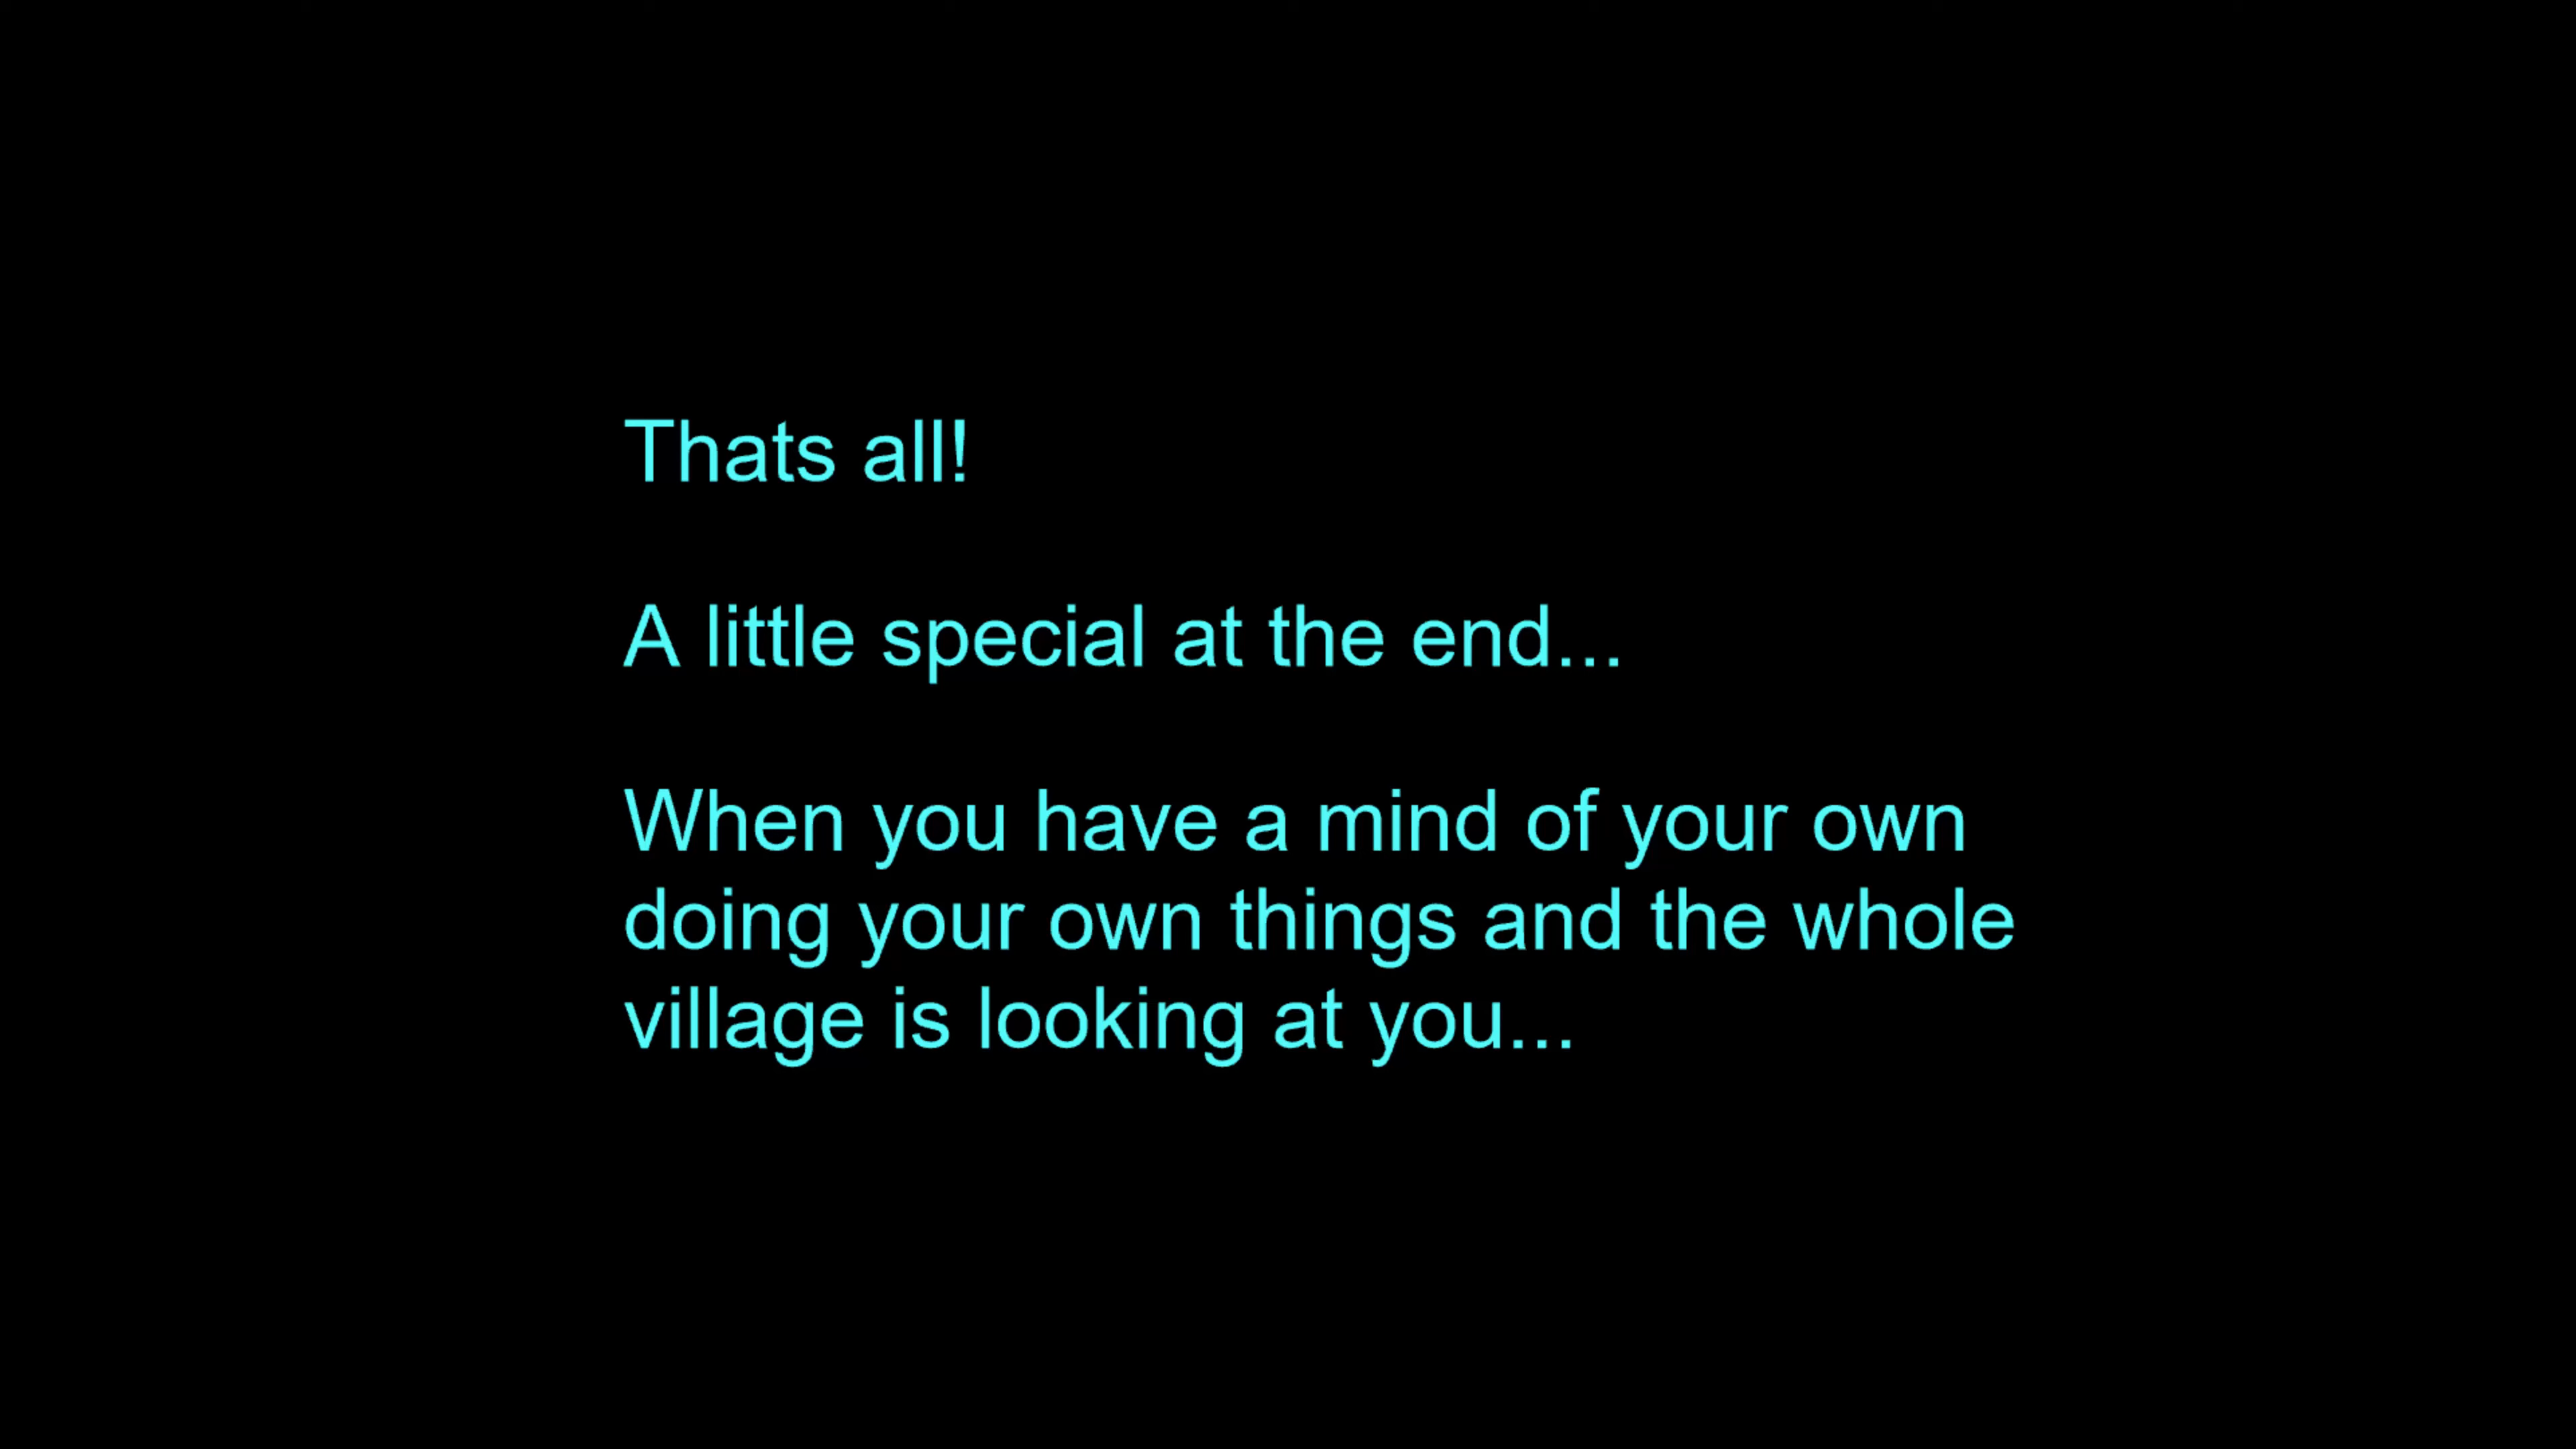 Thats all!
A little special at the end...
When you have a mind of your own
doing your own things and the whole
village is looking at you...